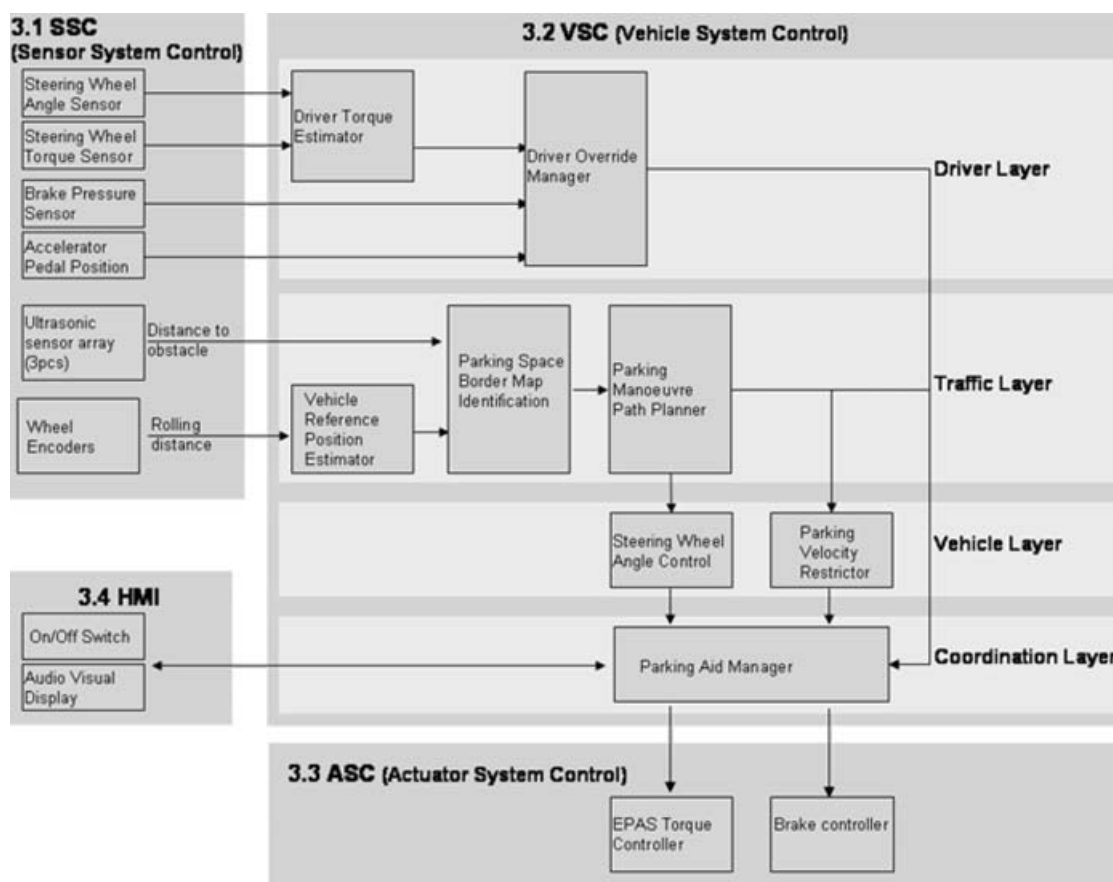 3.1 SSC
(Sensor System Control)
3.2 VSC (Vehicle System Control)
Steering Wheel
Angle Sensor
Steering Wheel
Torque Sensor
Brake Pressure
Sensor
Accelerator
Pedal Position
Driver Torque
Estimator
Driver Override
Manager
Driver Layer
Ultrasonic
sensor array
(3pcs)
Distance to
obstacle
Wheel
Encoders
Rolling
distance
Vehicle
Reference
Position
Estimator
Parking Space
Border Map
Identification
Parking
Manoeuvre
Path Planner
Traffic Layer
Steering Wheel
Angle Control
Parking
Velocity
Restrictor
Vehicle Layer
3.4 HMI
On/Off Switch
Audio Visual
Display
Parking Aid Manager
Coordination Layer
3.3 ASC (Actuator System Control)
EPAS Torque
Controller
Brake controller